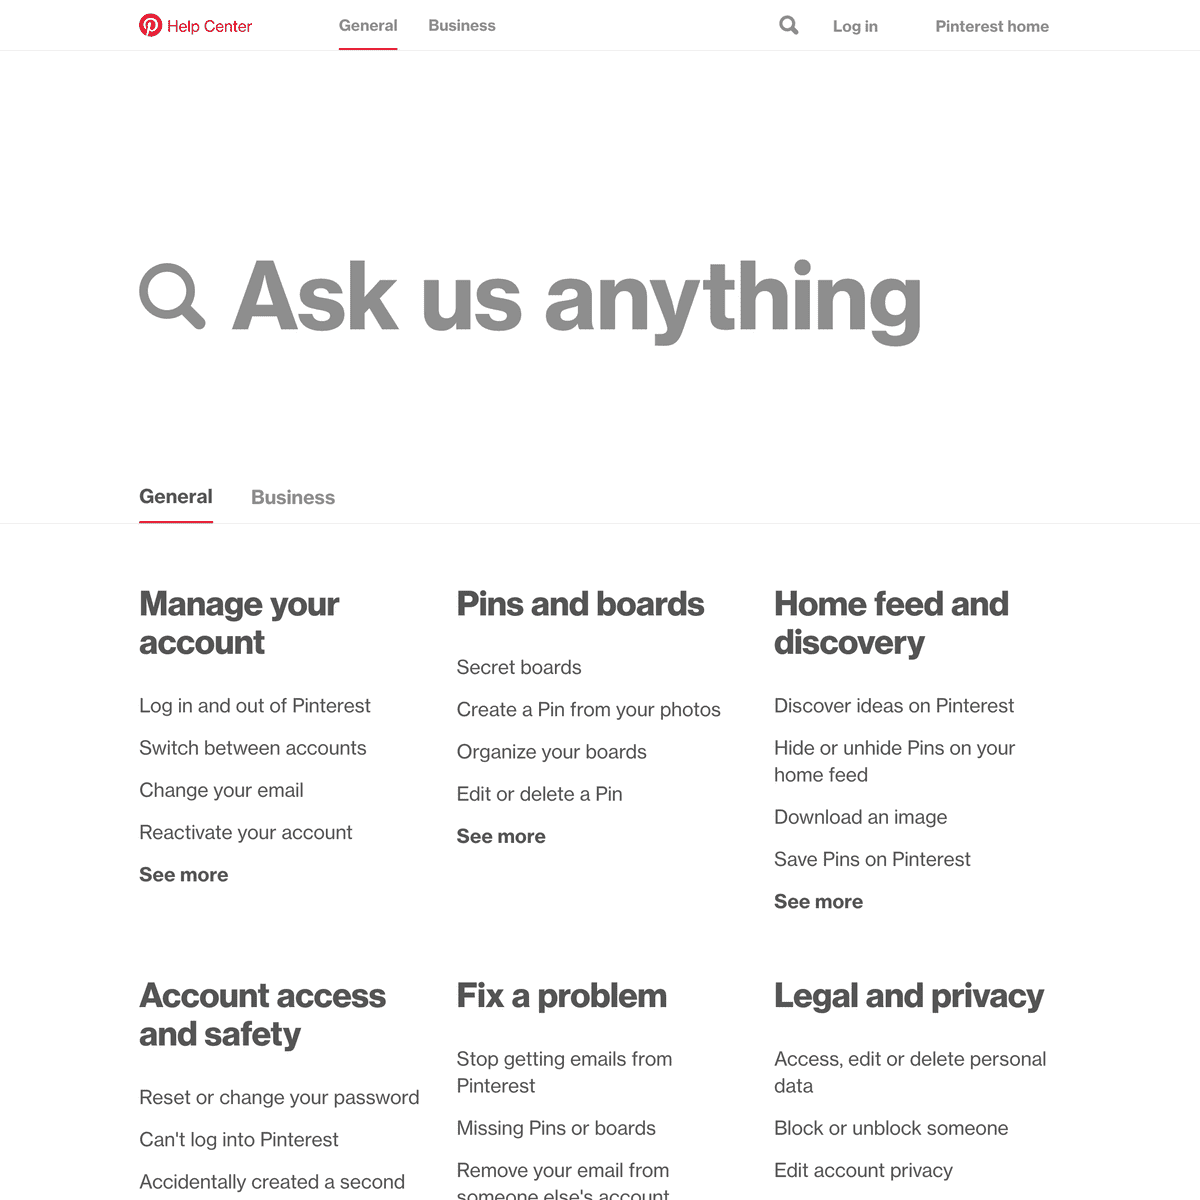 Help Center
General
Business
Log in
Pinterest home
Ask us anything
General
Business
Manage your
account
Log in and out of Pinterest
Switch between accounts
Change your email
Reactivate your account
See more
Pins and boards
Secret boards
Create a Pin from your photos
Organize your boards
Edit or delete a Pin
See more
Home feed and
discovery
Discover ideas on Pinterest
Hide or unhide Pins on your
home feed
Download an image
Save Pins on Pinterest
See more
Account access
and safety
Reset or change your password
Can't log into Pinterest
Accidentally created a second
Fix a problem
Stop getting emails from
Pinterest
Missing Pins or boards
Remove your email from
someone else's account
Legal and privacy
Access, edit or delete personal
data
Block or unblock someone
Edit account privacy